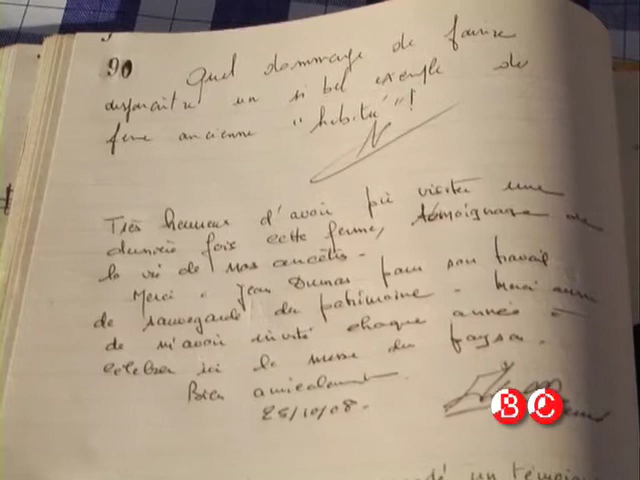 90 Quel dommage de faire
disparaître un si bel exemple de
ferme ancienne "habitée"!
Très heureux d'avoir pu visiter une
dernière fois cette ferme, témoignage de
la vie de nos ancêtres.
Merci à Jean Dumas pour son travail
de sauvegarde du patrimoine. Merci aussi
de m'avoir invité chaque année à
célébrer ici la messe du paysan.
Bien amicalement
25/10/08.
BC
un témoi